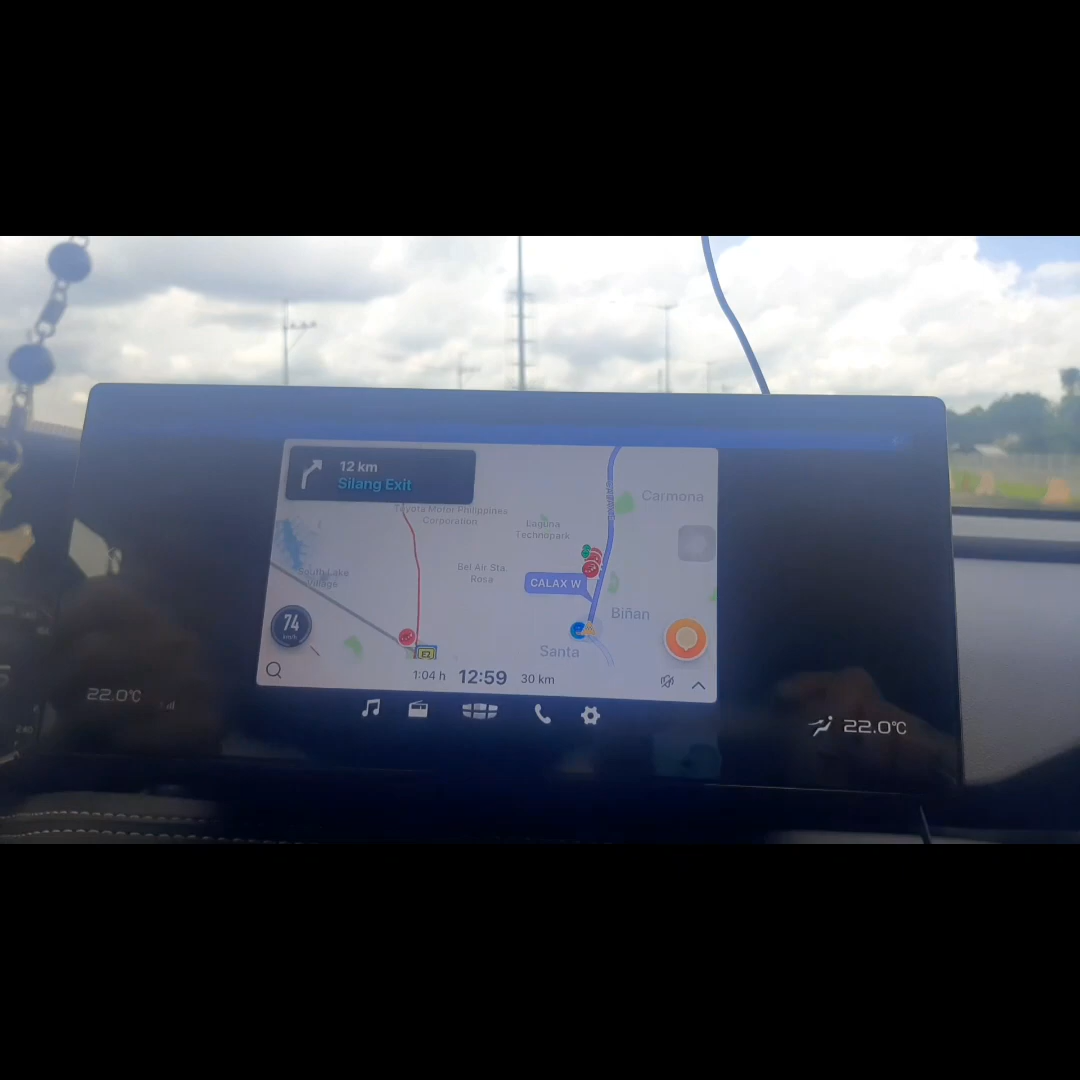 12 km
Silang Exit
Carmona
Toyota Motor Philippines
Corporation
Laguna
Technopark
South Lake
Village
Bel Air Sta.
Rosa
CALAX W
Biñan
74
km/h
E2
Santa
1:04 h 12:59 30 km
22.0°C
22.0°C